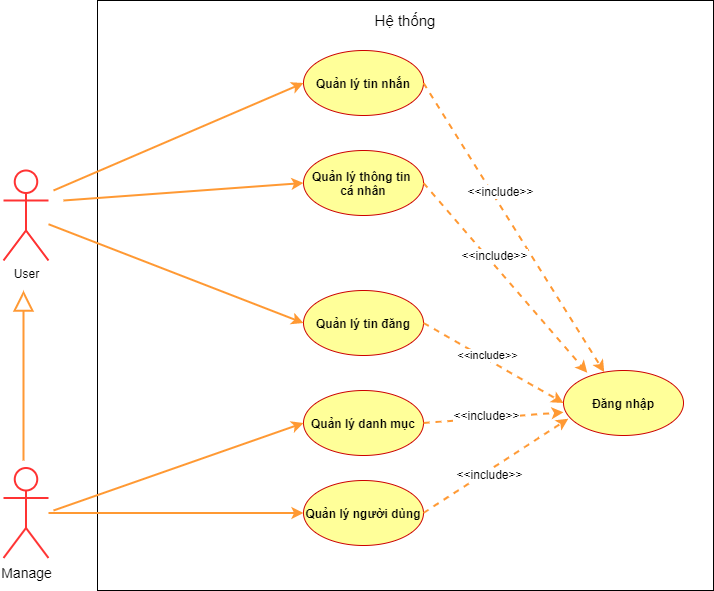 Hệ thống
Quản lý tin nhắn
Quản lý thông tin
cá nhân
<<include>>
<<include>>
User
Quản lý tin đăng
<<include>>
Đăng nhập
Quản lý danh mục
<<include>>
<<include>>
Quản lý người dùng
Manage